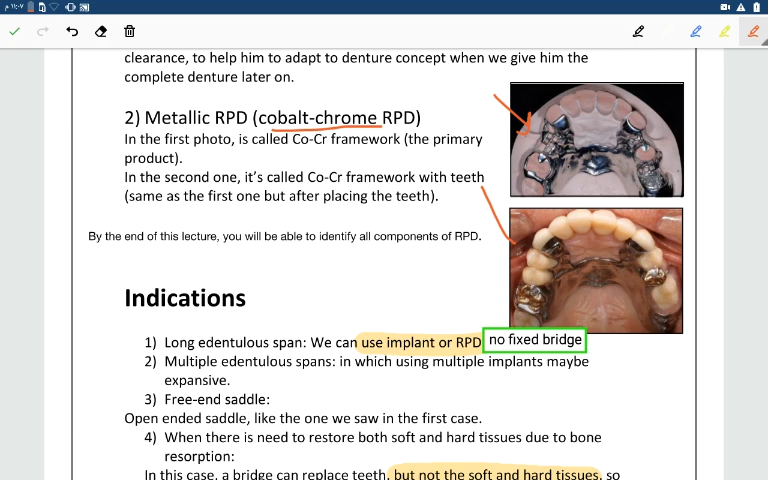 م ١١:٠٧
clearance, to help him to adapt to denture concept when we give him the
complete denture later on.
2) Metallic RPD (cobalt-chrome RPD)
In the first photo, is called Co-Cr framework (the primary
product).
In the second one, it's called Co-Cr framework with teeth
(same as the first one but after placing the teeth).
By the end of this lecture, you will be able to identify all components of RPD.
Indications
1) Long edentulous span: We can use implant or RPD no fixed bridge
2) Multiple edentulous spans: in which using multiple implants maybe
expansive.
3) Free-end saddle:
Open ended saddle, like the one we saw in the first case.
4) When there is need to restore both soft and hard tissues due to bone
resorption:
In this case, a bridge can replace teeth, but not the soft and hard tissues, so